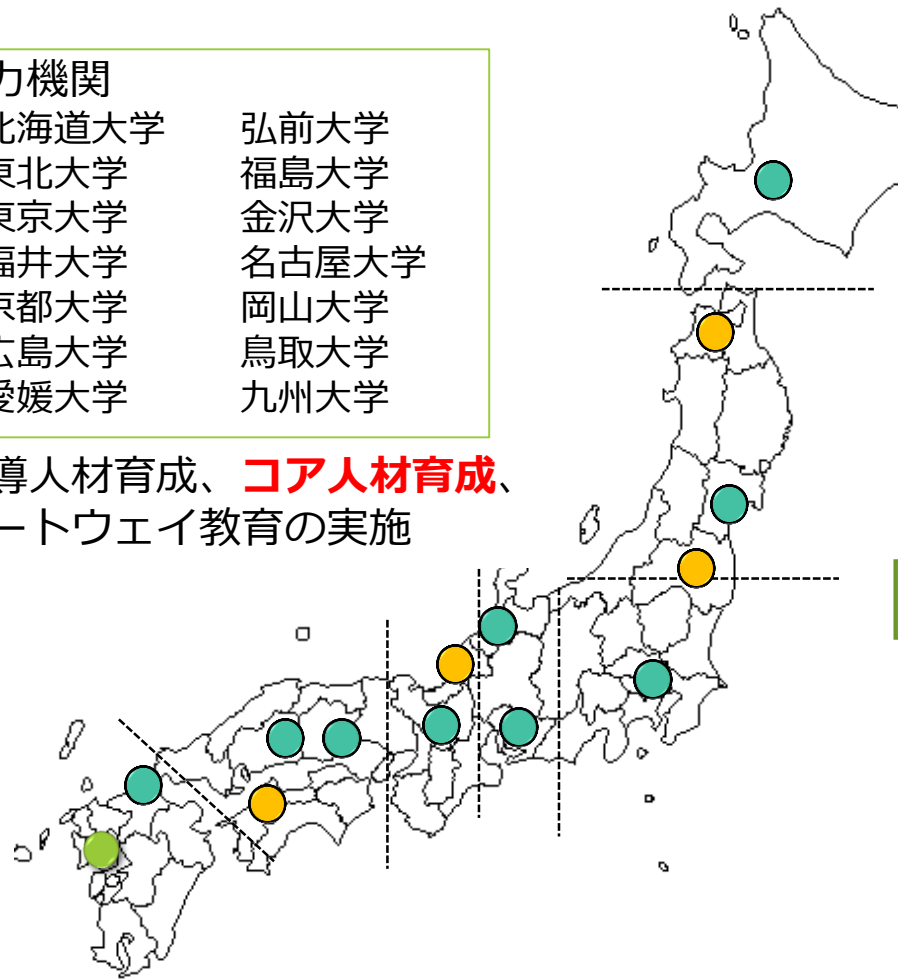 力機関
北海道大学 弘前大学
東北大学 福島大学
東京大学 金沢大学
福井大学 名古屋大学
京都大学 岡山大学
広島大学 鳥取大学
愛媛大学 九州大学
導人材育成、コア人材育成、
ートウェイ教育の実施